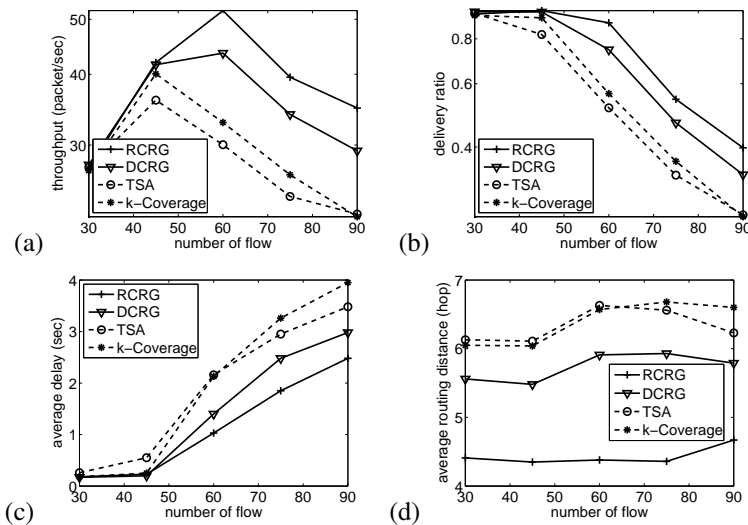 50
40
30
throughput (packet/sec)
RCRG
DCRG
TSA
k−Coverage
30 40 50 60 70 80 90
number of flow
(a)
0.8
0.6
0.4
delivery ratio
RCRG
DCRG
TSA
k−Coverage
30 40 50 60 70 80 90
number of flow
(b)
4
3
2
1
0
average delay (sec)
RCRG
DCRG
TSA
k−Coverage
30 40 50 60 70 80 90
number of flow
(c)
7
6
5
4
average routing distance (hop)
RCRG
DCRG
TSA
k−Coverage
30 40 50 60 70 80 90
number of flow
(d)